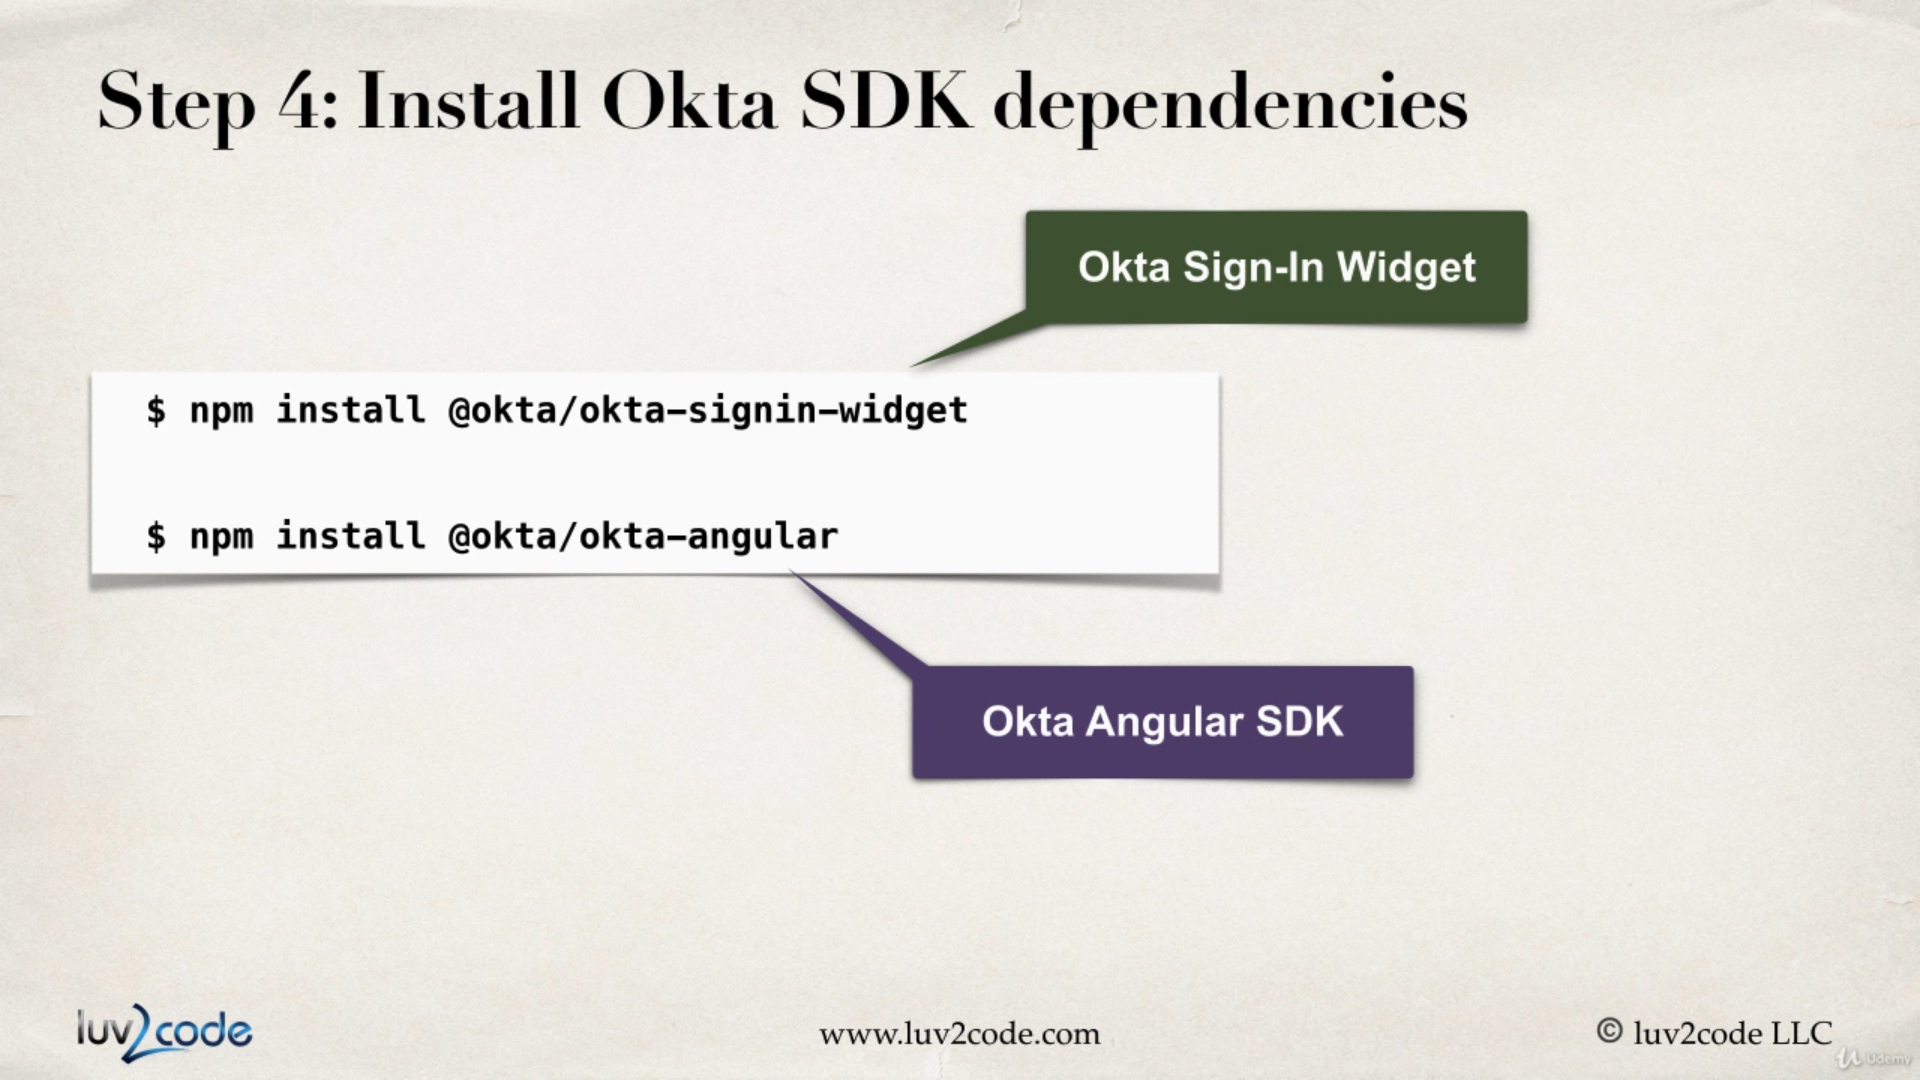 Step 4: Install Okta SDK dependencies
Okta Sign-In Widget
$ npm install @okta/okta-signin-widget
$ npm install @okta/okta-angular
Okta Angular SDK
luv2code
www.luv2code.com
© luv2code LLC
Udemy